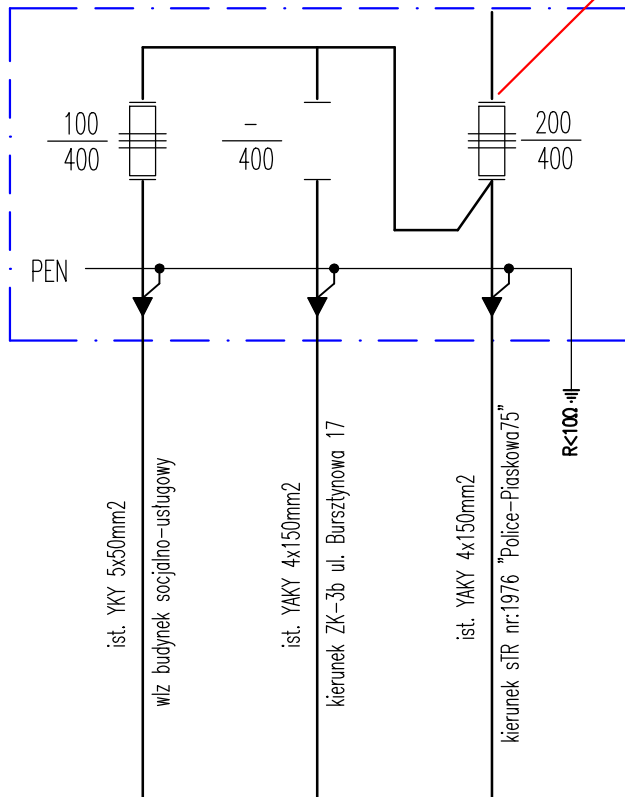 100
400
–
400
200
400
PEN
R<10Ω
ist. YKY 5x50mm2
wlz budynek socjalno-usługowy
ist. YAKY 4x150mm2
kierunek ZK-3b ul. Bursztynowa 17
ist. YAKY 4x150mm2
kierunek sTR nr:1976 "Police-Piaskowa75"